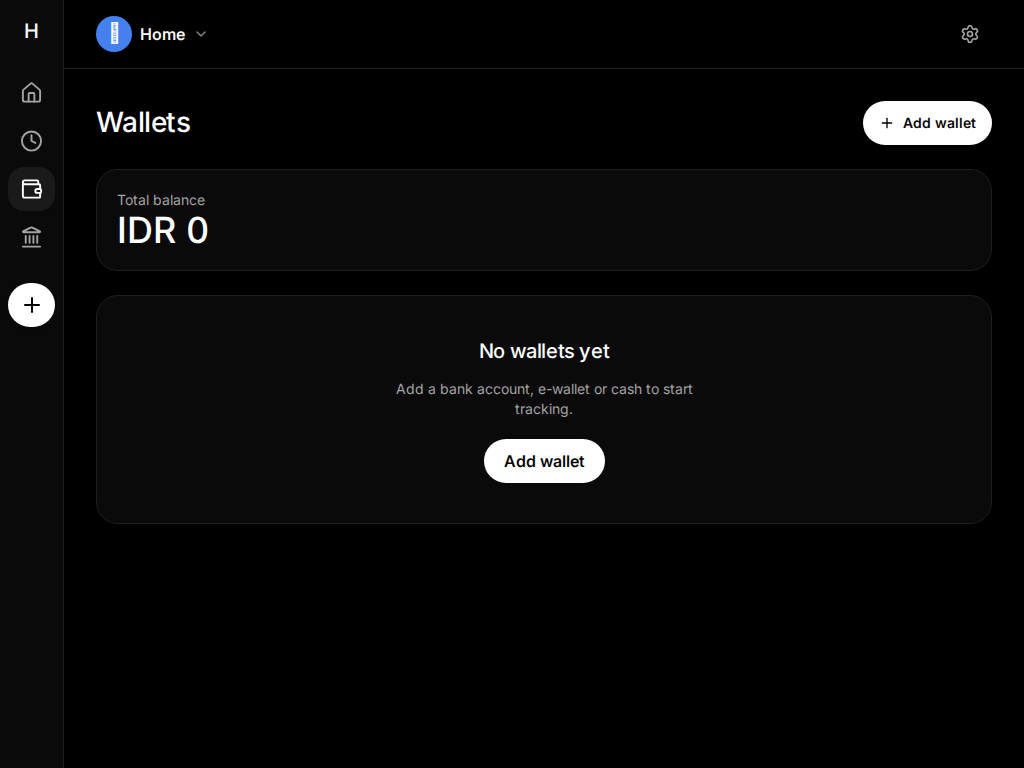 H
Home
Wallets
Add wallet
Total balance
IDR 0
No wallets yet
Add a bank account, e-wallet or cash to start
tracking.
Add wallet